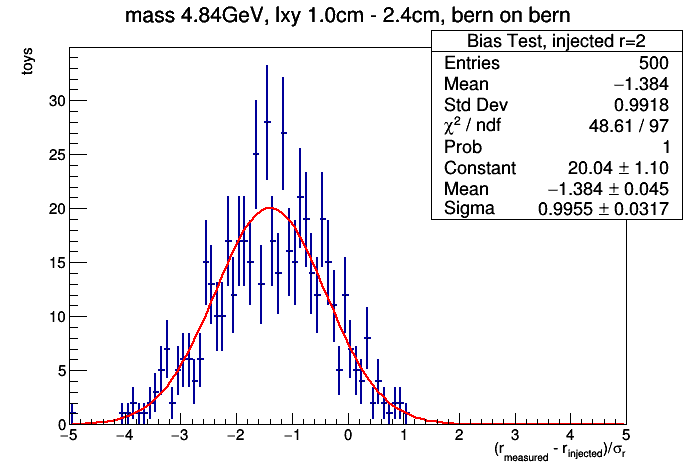 mass 4.84GeV, lxy 1.0cm - 2.4cm, bern on bern
Bias Test, injected r=2
Entries 500
Mean −1.384
Std Dev 0.9918
χ² / ndf 48.61 / 97
Prob 1
Constant 20.04 ± 1.10
Mean −1.384 ± 0.045
Sigma 0.9955 ± 0.0317
toys
30
25
20
15
10
5
0
−5 −4 −3 −2 −1 0 1 2 3 4 5
(r_measured - r_injected)/σ_r